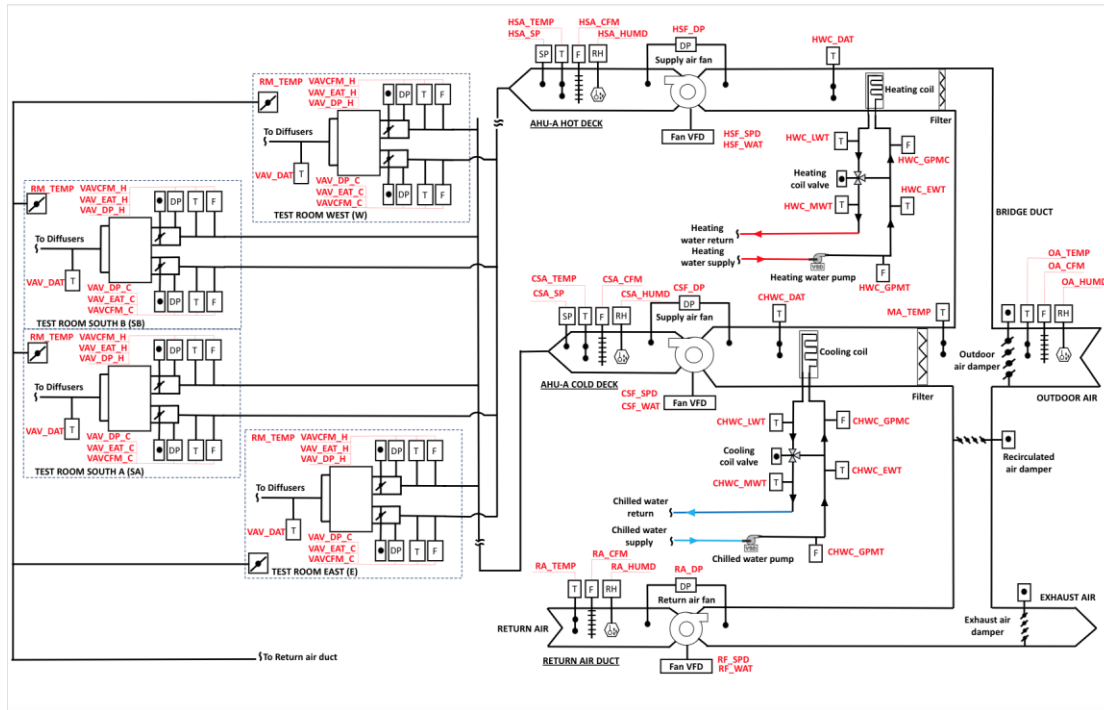 HSA_TEMP
HSA_SP
HSA_CFM
HSA_HUMD
SP
T
F
RH
HSF_DP
DP
Supply air fan
HWC_DAT
T
Heating coil
Filter
AHU-A HOT DECK
Fan VFD
HSF_SPD
HSF_WAT
HWC_LWT
T
F
HWC_GPMC
Heating
coil valve
HWC_MWT
T
T
HWC_EWT
Heating
water return
Heating
water supply
VSD
Heating water pump
F
HWC_GPMT
BRIDGE DUCT
RM_TEMP
VAVCFM_H
VAV_EAT_H
VAV_DP_H
DP
T
F
To Diffusers
T
VAV_DAT
VAV_DP_C
VAV_EAT_C
VAVCFM_C
DP
T
F
TEST ROOM WEST (W)
RM_TEMP
VAVCFM_H
VAV_EAT_H
VAV_DP_H
DP
T
F
To Diffusers
T
VAV_DAT
VAV_DP_C
VAV_EAT_C
VAVCFM_C
DP
T
F
TEST ROOM SOUTH B (SB)
RM_TEMP
VAVCFM_H
VAV_EAT_H
VAV_DP_H
DP
T
F
To Diffusers
VAV_DAT
T
VAV_DP_C
VAV_EAT_C
VAVCFM_C
DP
T
F
TEST ROOM SOUTH A (SA)
RM_TEMP
VAVCFM_H
VAV_EAT_H
VAV_DP_H
DP
T
F
To Diffusers
VAV_DAT
T
VAV_DP_C
VAV_EAT_C
VAVCFM_C
DP
T
F
TEST ROOM EAST (E)
To Return air duct
CSA_TEMP
CSA_SP
CSA_CFM
CSA_HUMD
SP
T
F
RH
CSF_DP
DP
Supply air fan
CHWC_DAT
T
Cooling coil
MA_TEMP
T
Filter
AHU-A COLD DECK
CSF_SPD
CSF_WAT
Fan VFD
CHWC_LWT
T
F
CHWC_GPMC
Cooling
coil valve
CHWC_MWT
T
T
CHWC_EWT
Chilled water
return
Chilled water
supply
VSD
Chilled water pump
F
CHWC_GPMT
OA_TEMP
OA_CFM
OA_HUMD
T
F
RH
Outdoor
air damper
OUTDOOR AIR
Recirculated
air damper
RA_TEMP
RA_CFM
RA_HUMD
T
F
RH
RA_DP
DP
Return air fan
RETURN AIR
RETURN AIR DUCT
Fan VFD
RF_SPD
RF_WAT
EXHAUST AIR
Exhaust air
damper